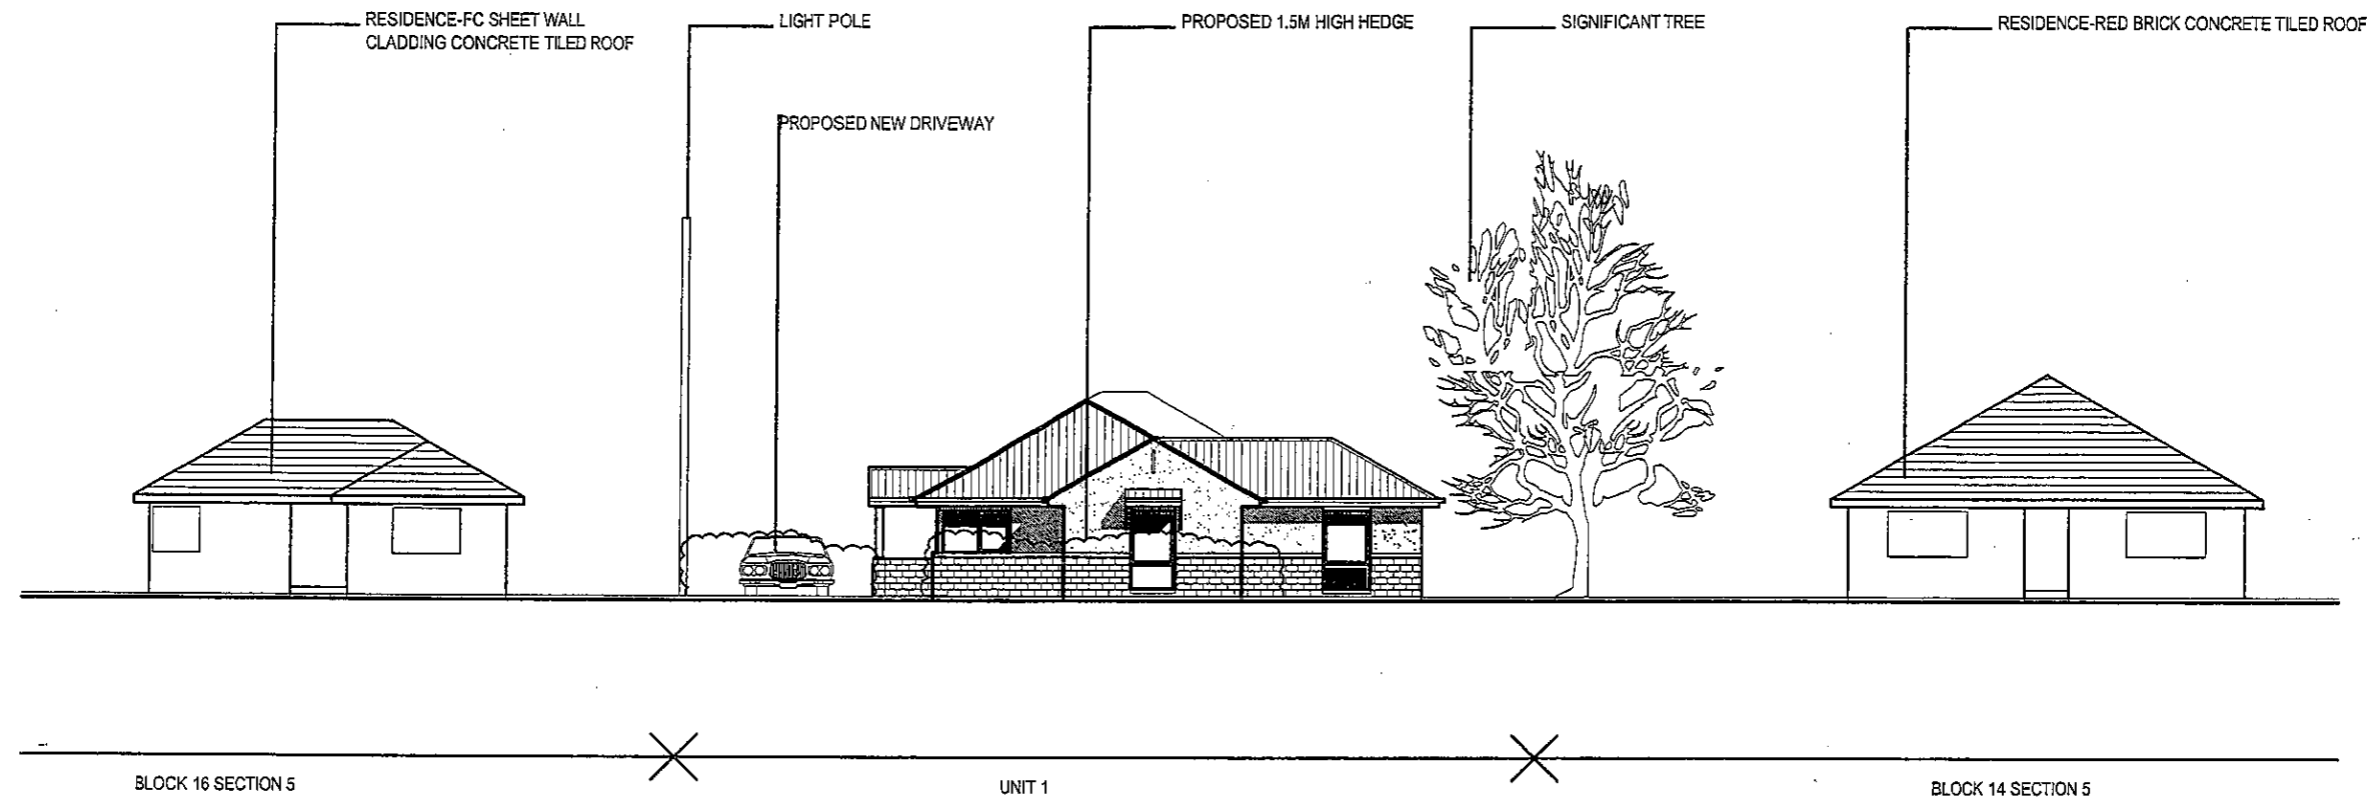 RESIDENCE-FC SHEET WALL
CLADDING CONCRETE TILED ROOF
LIGHT POLE
PROPOSED 1.5M HIGH HEDGE
SIGNIFICANT TREE
RESIDENCE-RED BRICK CONCRETE TILED ROOF
PROPOSED NEW DRIVEWAY
BLOCK 16 SECTION 5
UNIT 1
BLOCK 14 SECTION 5